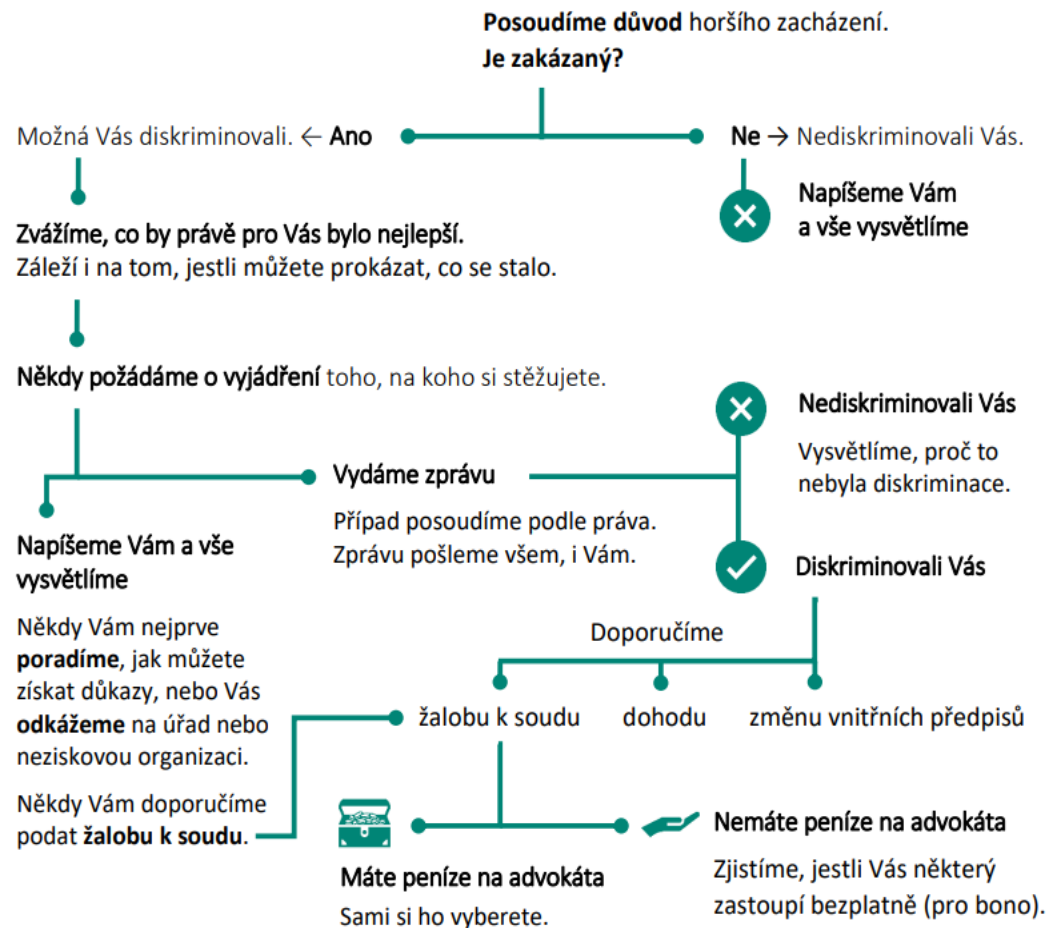 Posoudíme důvod horšího zacházení.
Je zakázaný?
Možná Vás diskriminovali. ← Ano
Ne → Nediskriminovali Vás.
Napíšeme Vám
a vše vysvětlíme
Zvážíme, co by právě pro Vás bylo nejlepší.
Záleží i na tom, jestli můžete prokázat, co se stalo.
Někdy požádáme o vyjádření toho, na koho si stěžujete.
Nediskriminovali Vás
Vysvětlíme, proč to
nebyla diskriminace.
Vydáme zprávu
Případ posoudíme podle práva.
Zprávu pošleme všem, i Vám.
Napíšeme Vám a vše
vysvětlíme
Někdy Vám nejprve
poradíme, jak můžete
získat důkazy, nebo Vás
odkážeme na úřad nebo
neziskovou organizaci.
Někdy Vám doporučíme
podat žalobu k soudu.
Diskriminovali Vás
Doporučíme
žalobu k soudu
dohodu
změnu vnitřních předpisů
Máte peníze na advokáta
Sami si ho vyberete.
Nemáte peníze na advokáta
Zjistíme, jestli Vás některý
zastoupí bezplatně (pro bono).